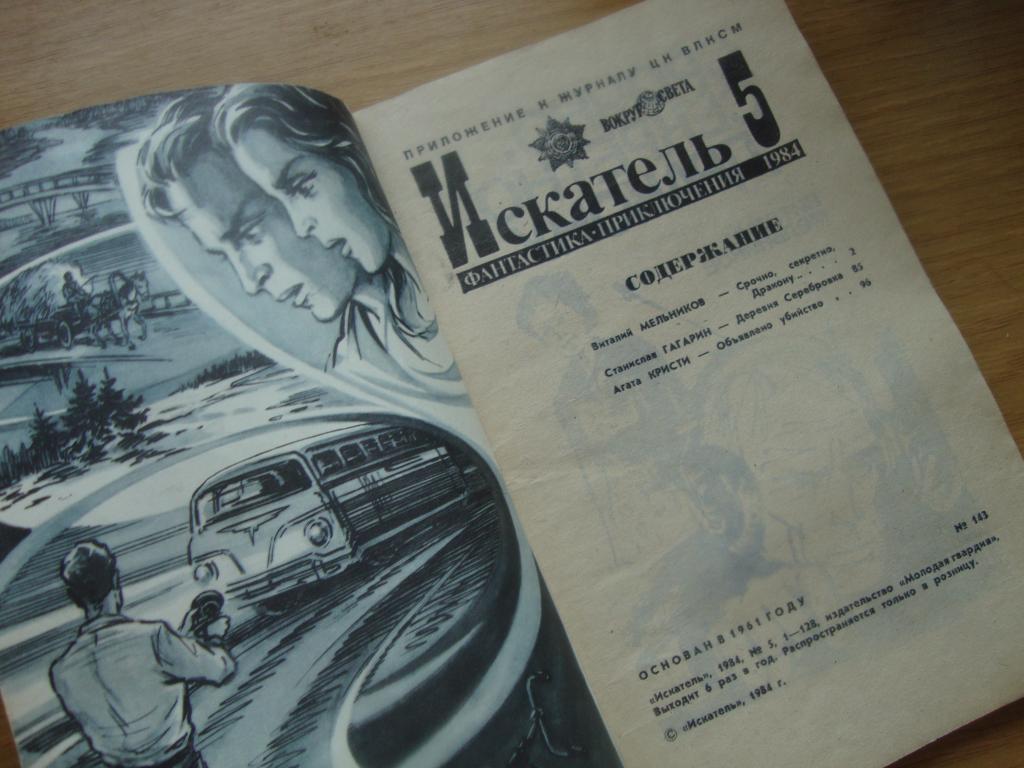 ПРИЛОЖЕНИЕ К ЖУРНАЛУ ЦК ВЛКСМ
ВОКРУГ СВЕТА
Искатель 5
ФАНТАСТИКА · ПРИКЛЮЧЕНИЯ 1984
СОДЕРЖАНИЕ
Виталий МЕЛЬНИКОВ — Срочно, секретно,
Дракону . . . . 2
Станислав ГАГАРИН — Деревня Серебровка 85
Агата КРИСТИ — Объявлено убийство . . 96
№ 143
ОСНОВАН В 1961 ГОДУ
«Искатель», 1984, № 5, 1—128, издательство «Молодая гвардия»,
Выходит 6 раз в год. Распространяется только в розницу.
© «Искатель», 1984 г.